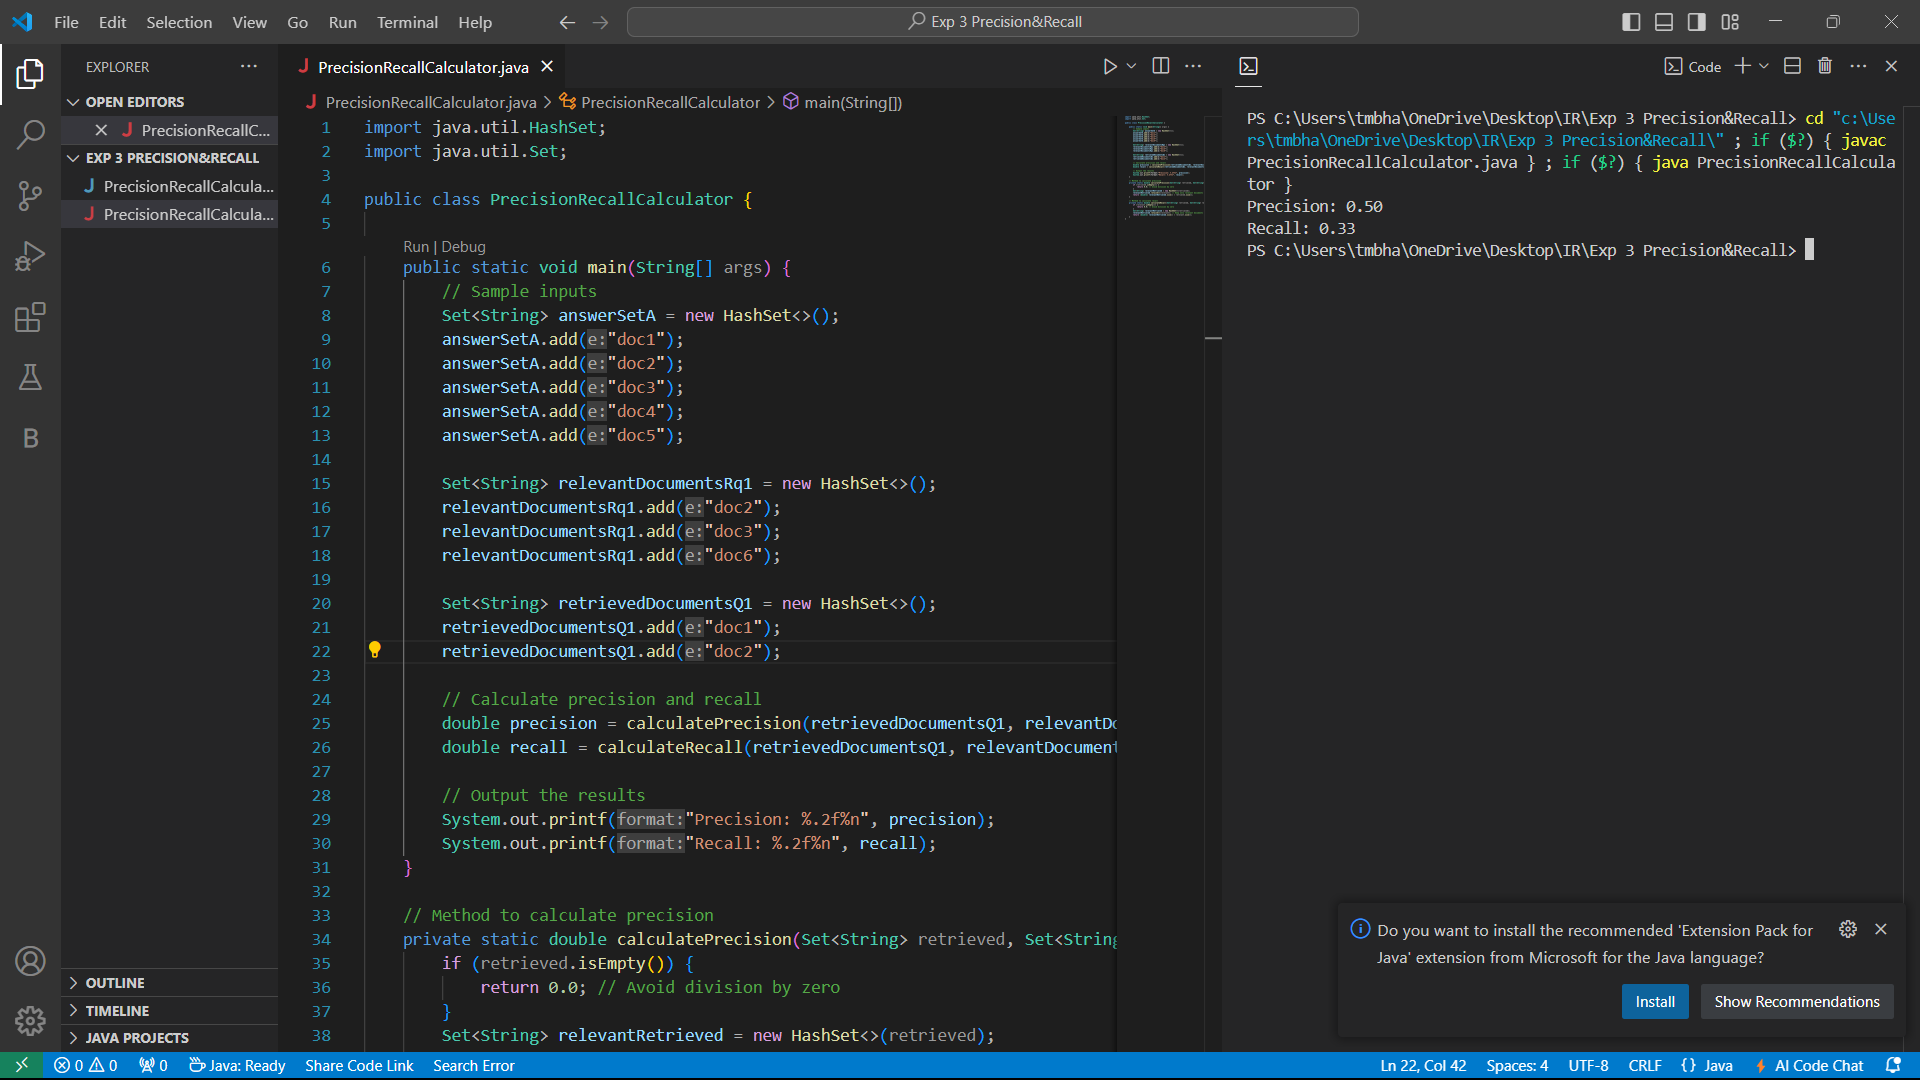 File Edit Selection View Go Run Terminal Help
Exp 3 Precision&Recall
EXPLORER
OPEN EDITORS
PrecisionRecallC...
EXP 3 PRECISION&RECALL
PrecisionRecallCalcula...
PrecisionRecallCalcula...
OUTLINE
TIMELINE
JAVA PROJECTS
PrecisionRecallCalculator.java
PrecisionRecallCalculator.java > PrecisionRecallCalculator > main(String[])
1 import java.util.HashSet;
2 import java.util.Set;
3
4 public class PrecisionRecallCalculator {
5
Run | Debug
6 public static void main(String[] args) {
7 // Sample inputs
8 Set<String> answerSetA = new HashSet<>();
9 answerSetA.add(e:"doc1");
10 answerSetA.add(e:"doc2");
11 answerSetA.add(e:"doc3");
12 answerSetA.add(e:"doc4");
13 answerSetA.add(e:"doc5");
14
15 Set<String> relevantDocumentsRq1 = new HashSet<>();
16 relevantDocumentsRq1.add(e:"doc2");
17 relevantDocumentsRq1.add(e:"doc3");
18 relevantDocumentsRq1.add(e:"doc6");
19
20 Set<String> retrievedDocumentsQ1 = new HashSet<>();
21 retrievedDocumentsQ1.add(e:"doc1");
22 retrievedDocumentsQ1.add(e:"doc2");
23
24 // Calculate precision and recall
25 double precision = calculatePrecision(retrievedDocumentsQ1, relevantDo
26 double recall = calculateRecall(retrievedDocumentsQ1, relevantDocument
27
28 // Output the results
29 System.out.printf(format:"Precision: %.2f%n", precision);
30 System.out.printf(format:"Recall: %.2f%n", recall);
31 }
32
33 // Method to calculate precision
34 private static double calculatePrecision(Set<String> retrieved, Set<String
35 if (retrieved.isEmpty()) {
36 return 0.0; // Avoid division by zero
37 }
38 Set<String> relevantRetrieved = new HashSet<>(retrieved);
Code
PS C:\Users\tmbha\OneDrive\Desktop\IR\Exp 3 Precision&Recall> cd "c:\Use
rs\tmbha\OneDrive\Desktop\IR\Exp 3 Precision&Recall\" ; if ($?) { javac
PrecisionRecallCalculator.java } ; if ($?) { java PrecisionRecallCalcula
tor }
Precision: 0.50
Recall: 0.33
PS C:\Users\tmbha\OneDrive\Desktop\IR\Exp 3 Precision&Recall>
Do you want to install the recommended 'Extension Pack for
Java' extension from Microsoft for the Java language?
Install Show Recommendations
0 0 0 Java: Ready Share Code Link Search Error Ln 22, Col 42 Spaces: 4 UTF-8 CRLF {} Java AI Code Chat